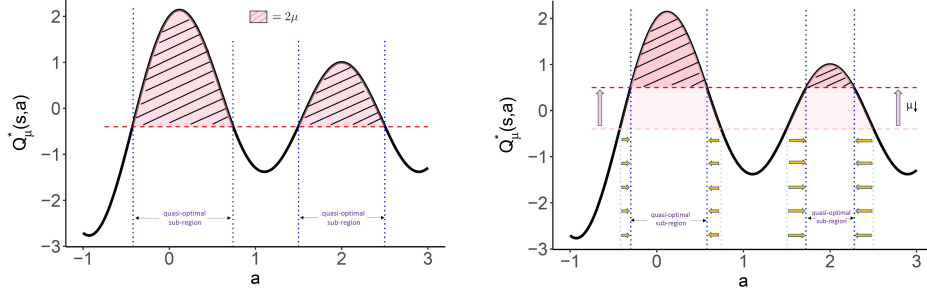 = 2μ
Q*μ(s,a)
2
1
0
−1
−2
−3
quasi-optimal
sub-region
quasi-optimal
sub-region
−1
0
1
2
3
a
Q*μ(s,a)
2
1
0
−1
−2
−3
μ↓
quasi-optimal
sub-region
quasi-optimal
sub-region
−1
0
1
2
3
a